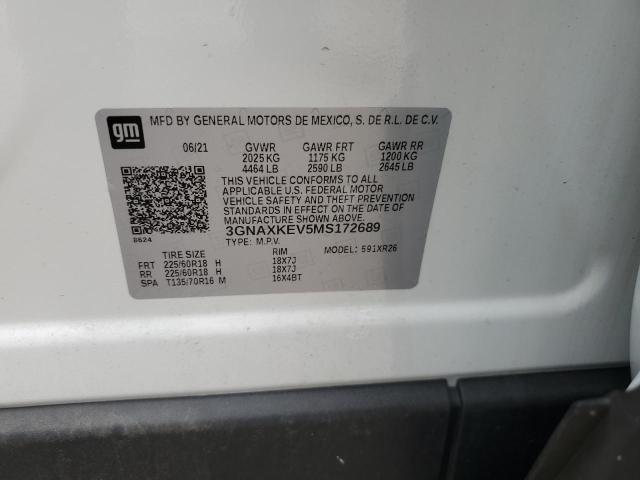 gm
MFD BY GENERAL MOTORS DE MEXICO, S. DE R.L. DE C.V.
06/21 GVWR GAWR FRT GAWR RR
2025 KG 1175 KG 1200 KG
4464 LB 2590 LB 2645 LB
THIS VEHICLE CONFORMS TO ALL
APPLICABLE U.S. FEDERAL MOTOR
VEHICLE SAFETY AND THEFT PREVENTION
STANDARDS IN EFFECT ON THE DATE OF
MANUFACTURE SHOWN ABOVE.
3GNAXKEV5MS172689
8624
TYPE: M.P.V. MODEL: 591XR26
TIRE SIZE RIM
FRT 225/60R18 H 18X7J
RR 225/60R18 H 18X7J
SPA T135/70R16 M 16X4BT